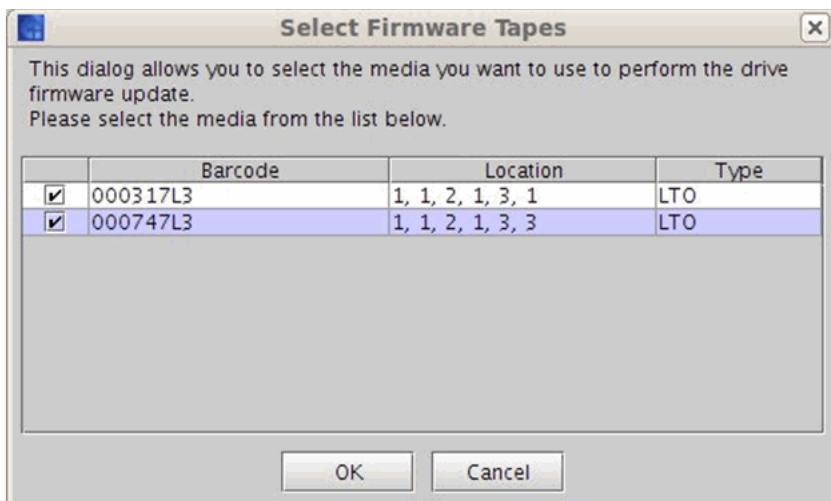 Select Firmware Tapes
This dialog allows you to select the media you want to use to perform the drive
firmware update.
Please select the media from the list below.
Barcode Location Type
000317L3 1, 1, 2, 1, 3, 1 LTO
000747L3 1, 1, 2, 1, 3, 3 LTO
OK Cancel